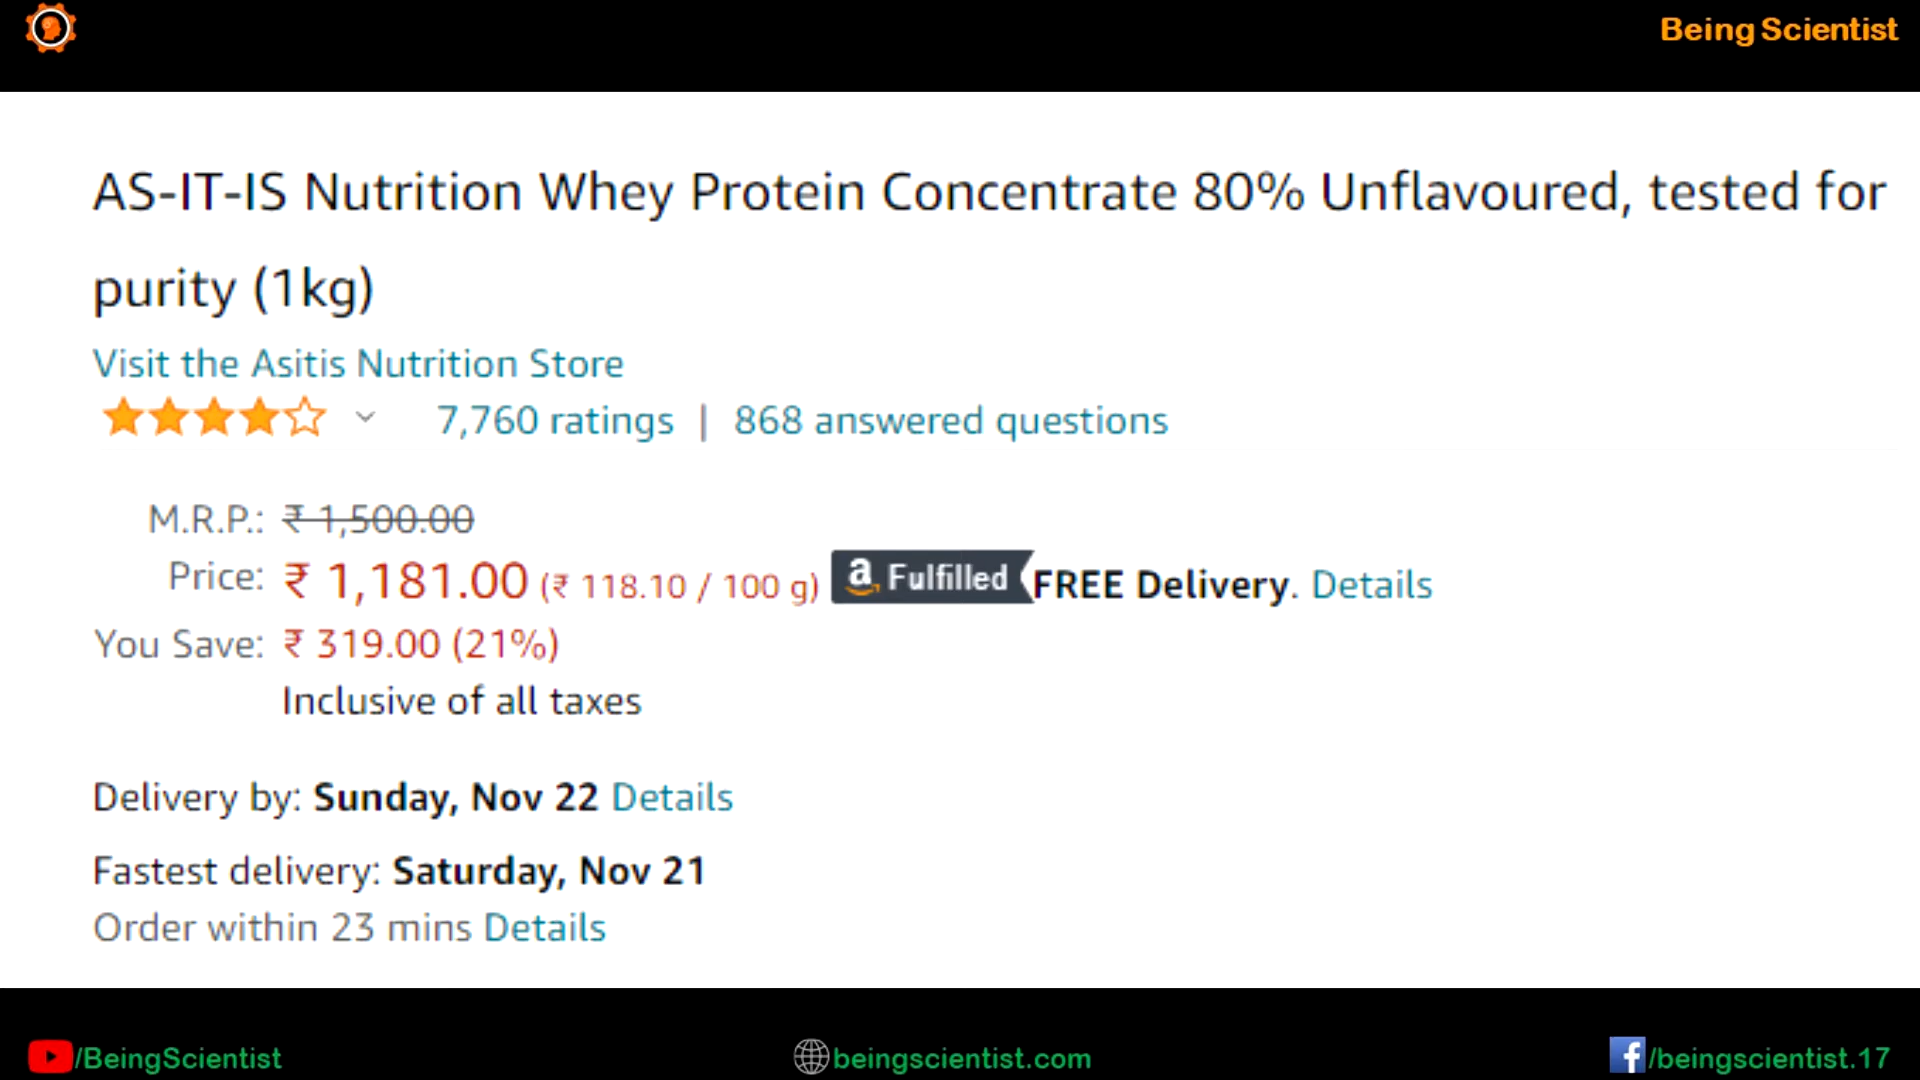 Being Scientist
AS-IT-IS Nutrition Whey Protein Concentrate 80% Unflavoured, tested for
purity (1kg)
Visit the Asitis Nutrition Store
7,760 ratings | 868 answered questions
M.R.P.: ₹ 1,500.00
Price: ₹ 1,181.00 (₹ 118.10 / 100 g) a Fulfilled FREE Delivery. Details
You Save: ₹ 319.00 (21%)
Inclusive of all taxes
Delivery by: Sunday, Nov 22 Details
Fastest delivery: Saturday, Nov 21
Order within 23 mins Details
/BeingScientist beingscientist.com f /beingscientist.17